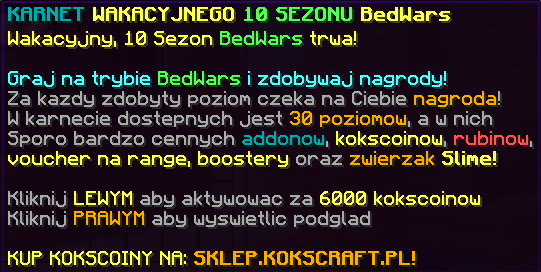 KARNET WAKACYJNEGO 10 SEZONU BedWars
Wakacyjny, 10 Sezon BedWars trwa!
Graj na trybie BedWars i zdobywaj nagrody!
Za kazdy zdobyty poziom czeka na Ciebie nagroda!
W karnecie dostepnych jest 30 poziomow, a w nich
Sporo bardzo cennych addonow, kokscoinow, rubinow,
voucher na range, boostery oraz zwierzak Slime!
Kliknij LEWYM aby aktywowac za 6000 kokscoinow
Kliknij PRAWYM aby wyswietlic podglad
KUP KOKSCOINY NA: SKLEP.KOKSCRAFT.PL!